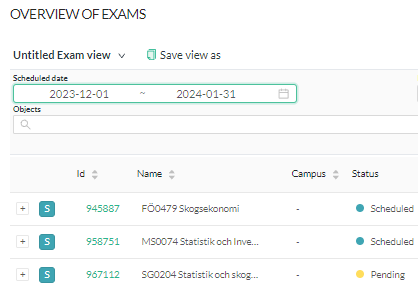 OVERVIEW OF EXAMS
Untitled Exam view Save view as
Scheduled date
2023-12-01 ~ 2024-01-31
Objects
Id Name Campus Status
+ S 945887 FÖ0479 Skogsekonomi - Scheduled
+ S 958751 MS0074 Statistik och Inve... - Scheduled
+ S 967112 SG0204 Statistik och skog... - Pending